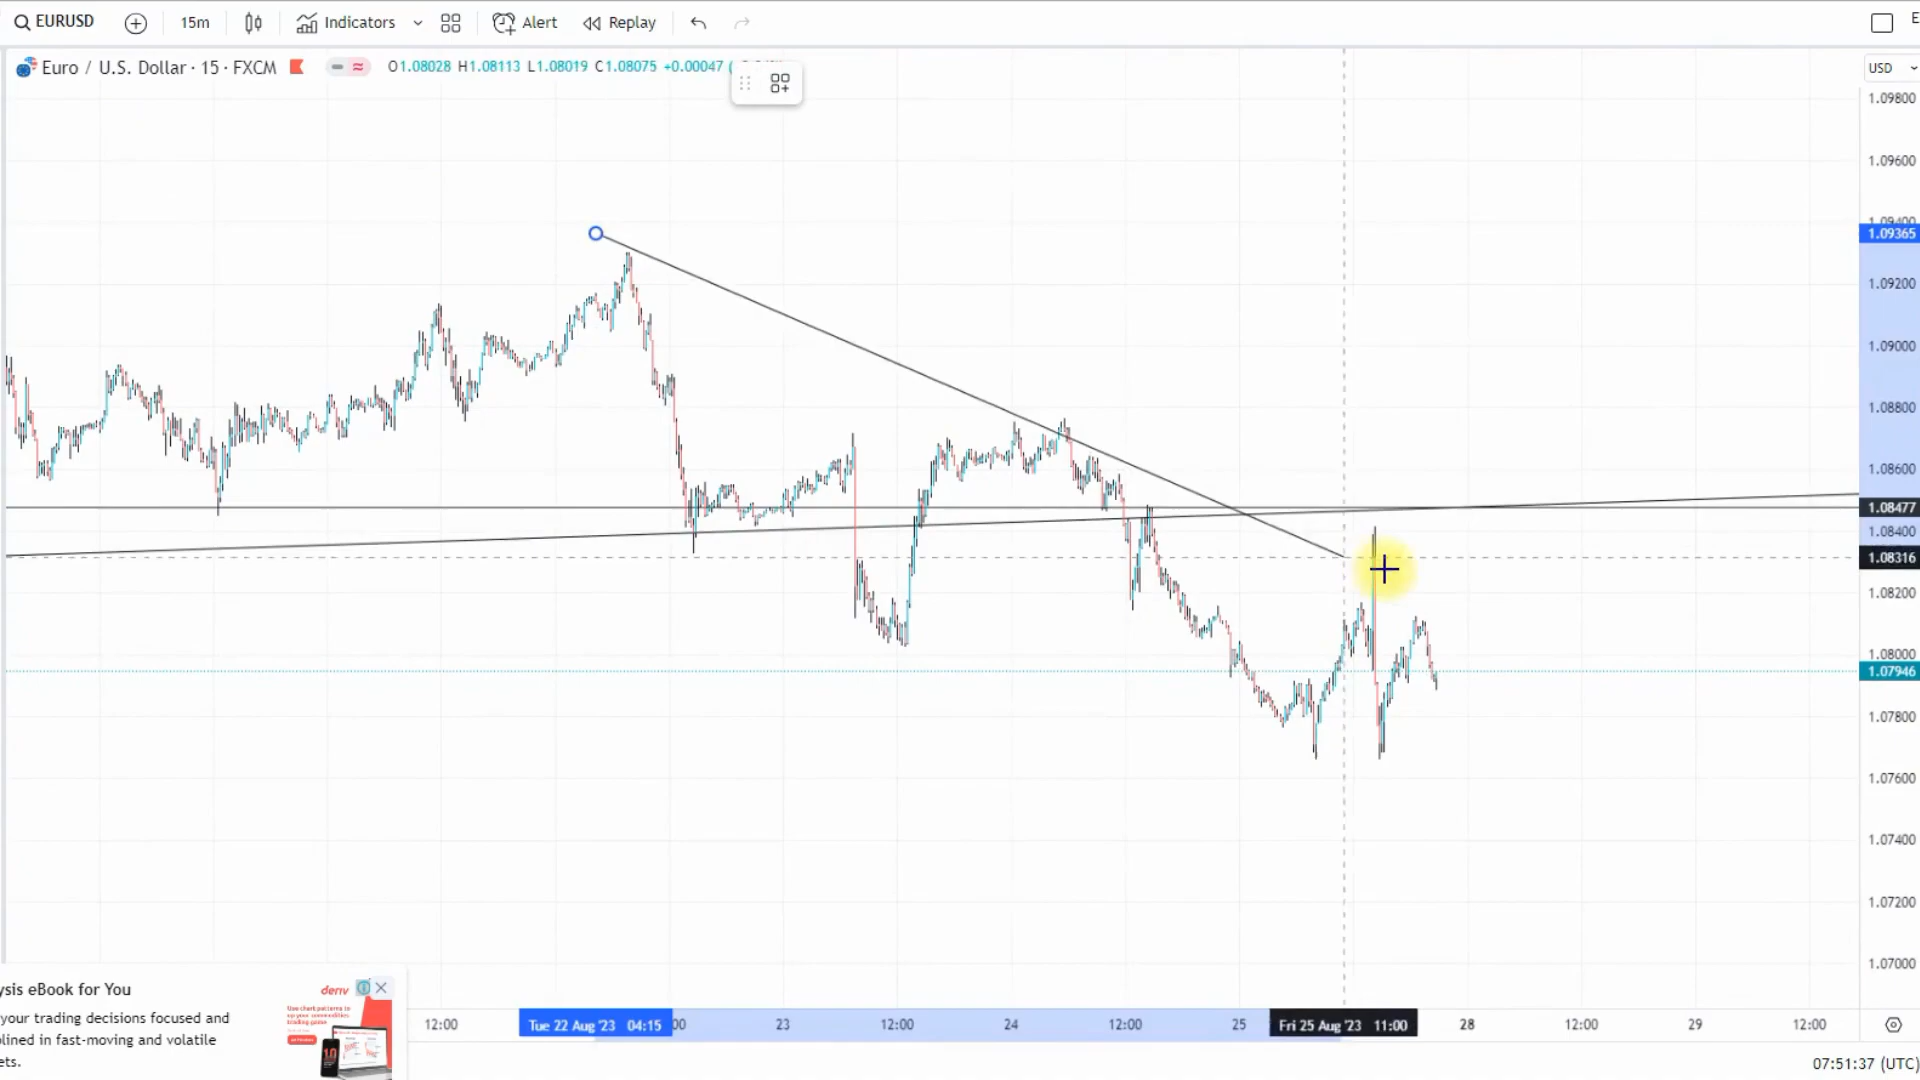 EURUSD 15m Indicators Alert Replay
Euro / U.S. Dollar · 15 · FXCM O1.08028 H1.08113 L1.08019 C1.08075 +0.00047
USD
1.09800
1.09600
1.09400
1.09365
1.09200
1.09000
1.08800
1.08600
1.08477
1.08400
1.08316
1.08200
1.08000
1.07946
1.07800
1.07600
1.07400
1.07200
1.07000
ysis eBook for You
your trading decisions focused and
lined in fast-moving and volatile
ets.
deriv
12:00 Tue 22 Aug '23 04:15 00 23 12:00 24 12:00 25 Fri 25 Aug '23 11:00 28 12:00 29 12:00
07:51:37 (UTC)